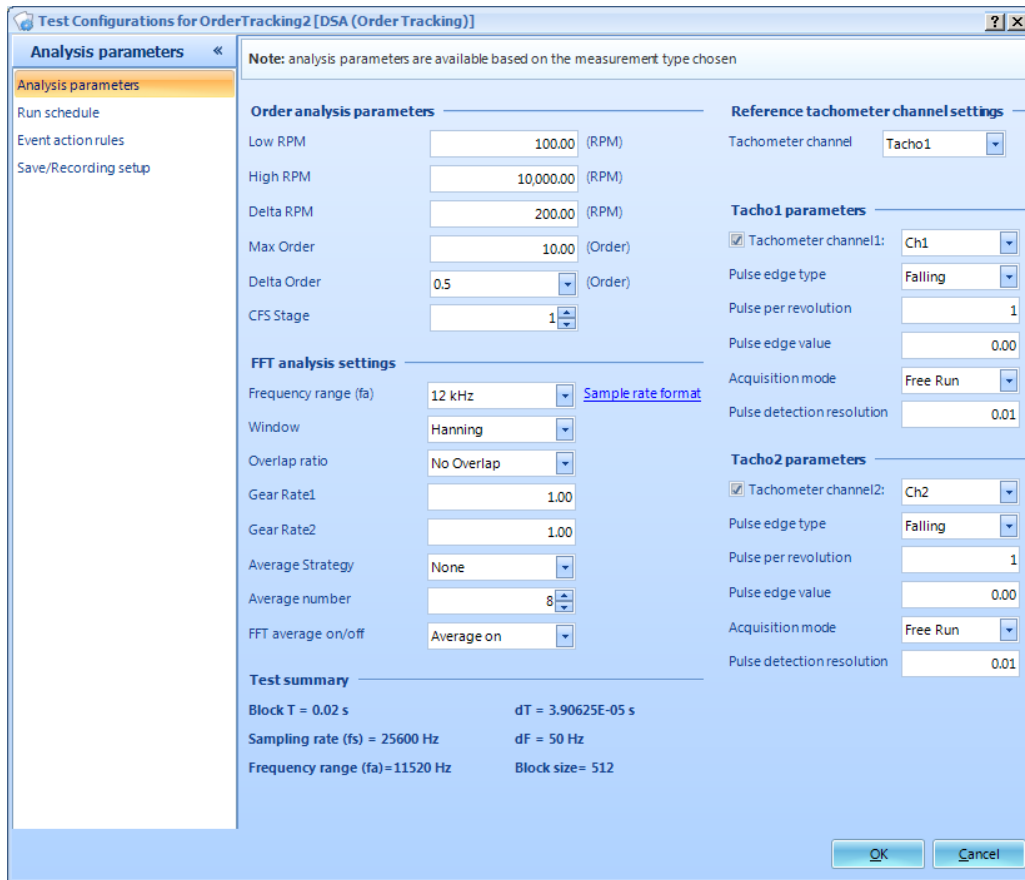 Test Configurations for OrderTracking2 [DSA (Order Tracking)]
? X
Analysis parameters «
Analysis parameters
Run schedule
Event action rules
Save/Recording setup
Note: analysis parameters are available based on the measurement type chosen
Order analysis parameters
Low RPM 100.00 (RPM)
High RPM 10,000.00 (RPM)
Delta RPM 200.00 (RPM)
Max Order 10.00 (Order)
Delta Order 0.5 (Order)
CFS Stage 1
FFT analysis settings
Frequency range (fa) 12 kHz Sample rate format
Window Hanning
Overlap ratio No Overlap
Gear Rate1 1.00
Gear Rate2 1.00
Average Strategy None
Average number 8
FFT average on/off Average on
Test summary
Block T = 0.02 s dT = 3.90625E-05 s
Sampling rate (fs) = 25600 Hz dF = 50 Hz
Frequency range (fa)=11520 Hz Block size= 512
Reference tachometer channel settings
Tachometer channel Tacho1
Tacho1 parameters
Tachometer channel1: Ch1
Pulse edge type Falling
Pulse per revolution 1
Pulse edge value 0.00
Acquisition mode Free Run
Pulse detection resolution 0.01
Tacho2 parameters
Tachometer channel2: Ch2
Pulse edge type Falling
Pulse per revolution 1
Pulse edge value 0.00
Acquisition mode Free Run
Pulse detection resolution 0.01
OK Cancel